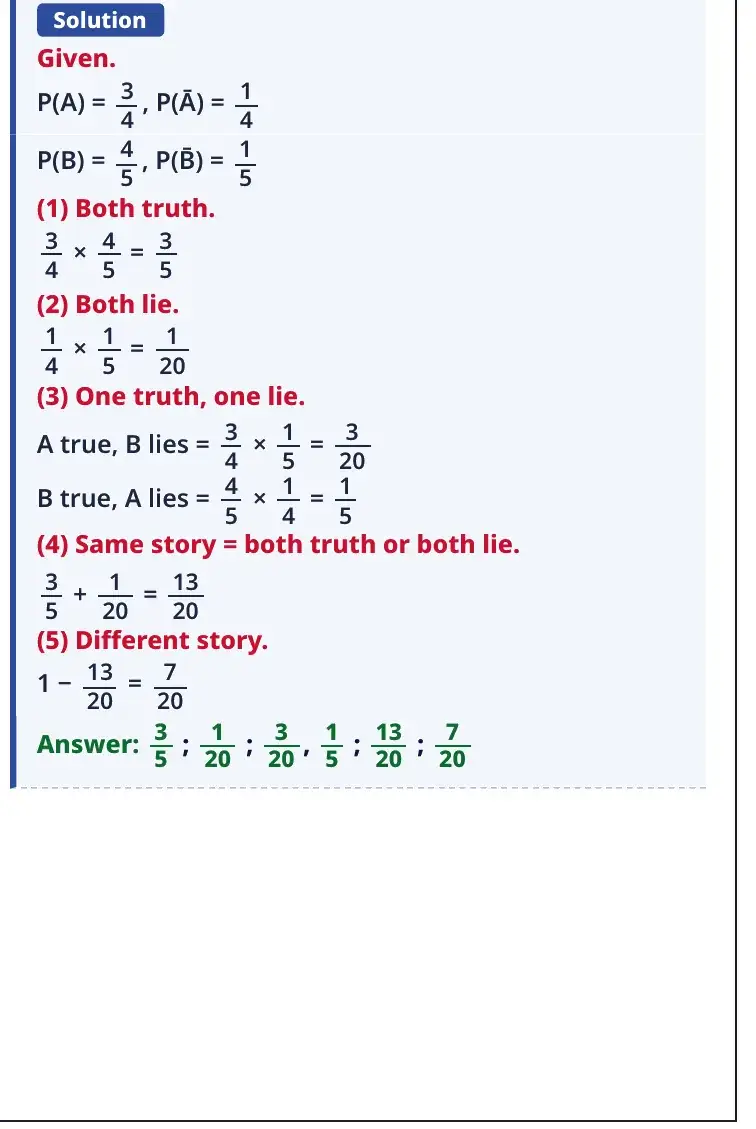 Solution
Given.
P(A) = 3/4, P(Ā) = 1/4
P(B) = 4/5, P(B̄) = 1/5
(1) Both truth.
3/4 × 4/5 = 3/5
(2) Both lie.
1/4 × 1/5 = 1/20
(3) One truth, one lie.
A true, B lies = 3/4 × 1/5 = 3/20
B true, A lies = 4/5 × 1/4 = 1/5
(4) Same story = both truth or both lie.
3/5 + 1/20 = 13/20
(5) Different story.
1 − 13/20 = 7/20
Answer: 3/5 ; 1/20 ; 3/20, 1/5 ; 13/20 ; 7/20